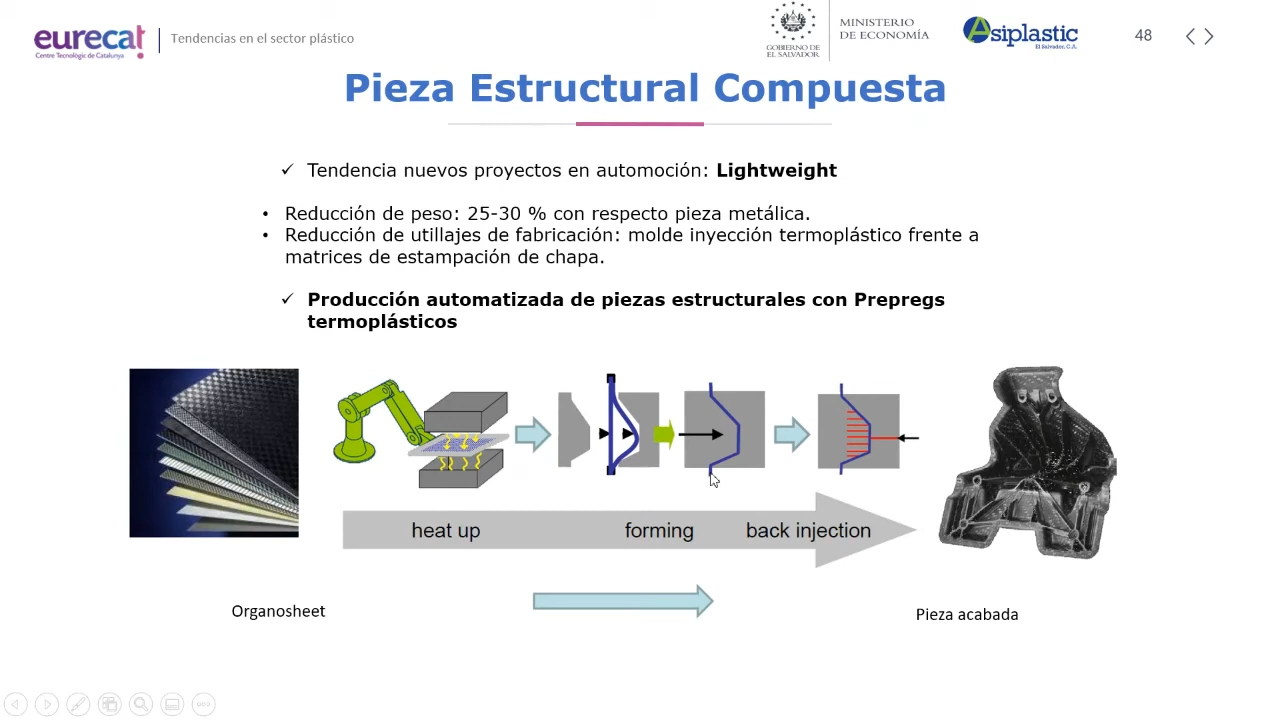 eurecat
Centre Tecnològic de Catalunya
Tendencias en el sector plástico
GOBIERNO DE
EL SALVADOR
MINISTERIO
DE ECONOMÍA
Asiplastic
El Salvador, C.A.
48
Pieza Estructural Compuesta
✓ Tendencia nuevos proyectos en automoción: Lightweight
• Reducción de peso: 25-30 % con respecto pieza metálica.
• Reducción de utillajes de fabricación: molde inyección termoplástico frente a
matrices de estampación de chapa.
✓ Producción automatizada de piezas estructurales con Prepregs
termoplásticos
heat up
forming
back injection
Organosheet
Pieza acabada